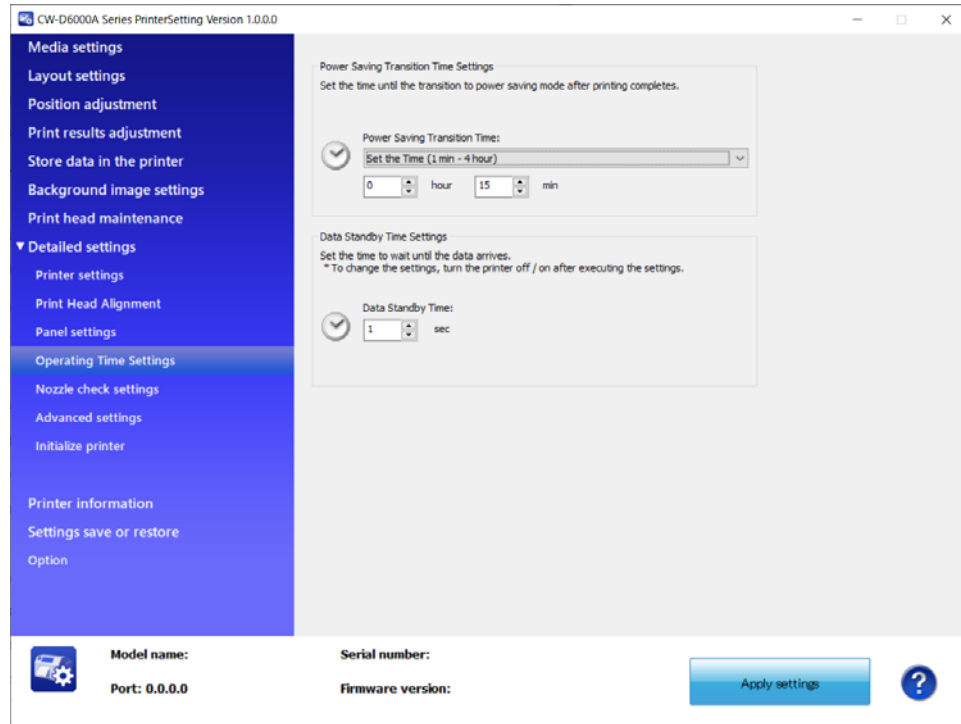 CW-D6000A Series PrinterSetting Version 1.0.0.0
Media settings
Layout settings
Position adjustment
Print results adjustment
Store data in the printer
Background image settings
Print head maintenance
▼ Detailed settings
Printer settings
Print Head Alignment
Panel settings
Operating Time Settings
Nozzle check settings
Advanced settings
Initialize printer
Printer information
Settings save or restore
Option
Power Saving Transition Time Settings
Set the time until the transition to power saving mode after printing completes.
Power Saving Transition Time:
Set the Time (1 min - 4 hour)
0 hour 15 min
Data Standby Time Settings
Set the time to wait until the data arrives.
* To change the settings, turn the printer off / on after executing the settings.
Data Standby Time:
1 sec
Model name: Serial number:
Port: 0.0.0.0 Firmware version:
Apply settings
?